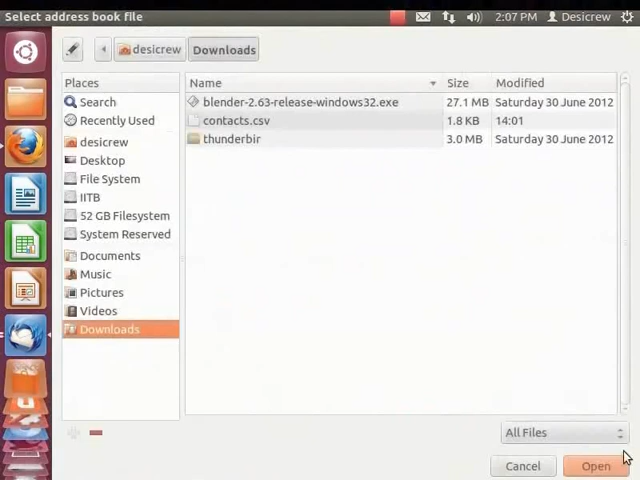 Select address book file
2:07 PM
Desicrew
desicrew
Downloads
Places
Name
Size
Modified
Search
blender-2.63-release-windows32.exe
27.1 MB
Saturday 30 June 2012
Recently Used
contacts.csv
1.8 KB
14:01
desicrew
thunderbir
3.0 MB
Saturday 30 June 2012
Desktop
File System
IITB
52 GB Filesystem
System Reserved
Documents
Music
Pictures
Videos
Downloads
All Files
Cancel
Open